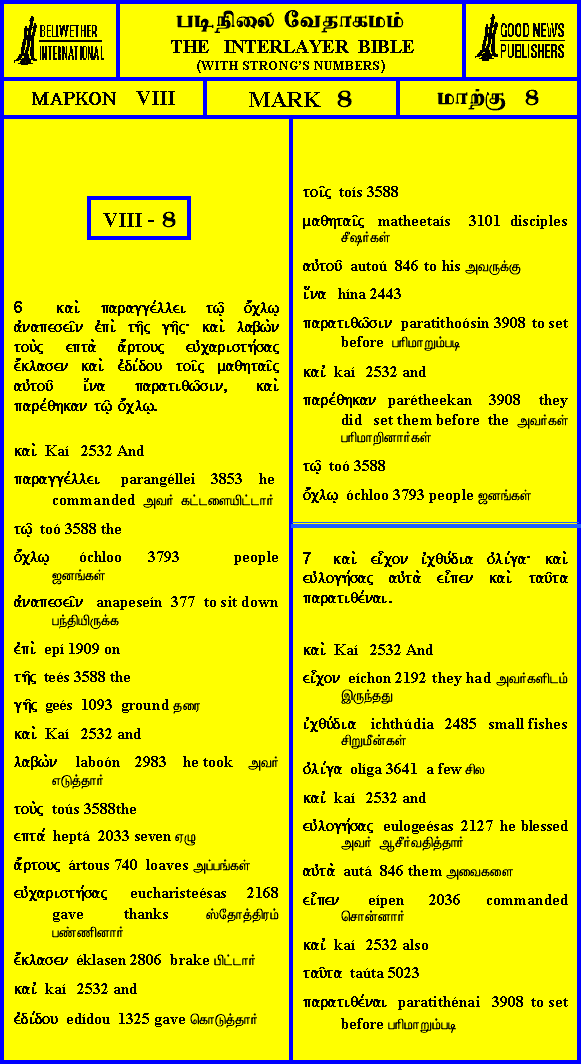 BELLWETHER
INTERNATIONAL
படிநிலை வேதாகமம்
THE INTERLAYER BIBLE
(WITH STRONG'S NUMBERS)
GOOD NEWS
PUBLISHERS
ΜΑΡΚΟΝ VIII
MARK 8
மாற்கு 8
VIII - 8
6 καὶ παραγγέλλει τῷ ὄχλῳ
ἀναπεσεῖν ἐπὶ τῆς γῆς· καὶ λαβὼν
τοὺς επτὰ ἄρτους εὐχαριστήσας
ἔκλασεν καὶ ἐδίδου τοῖς μαθηταῖς
αὐτοῦ ἵνα παρατιθῶσιν, καὶ
παρέθηκαν τῷ ὄχλῳ.
καὶ Kaí 2532 And
παραγγέλλει parangéllei 3853 he
commanded அவர் கட்டளையிட்டார்
τῷ toó 3588 the
ὄχλῳ óchloo 3793 people
ஜனங்கள்
ἀναπεσεῖν anapeseín 377 to sit down
பந்தியிருக்க
ἐπὶ epí 1909 on
τῆς teés 3588 the
γῆς geés 1093 ground தரை
καὶ Kaí 2532 and
λαβὼν laboón 2983 he took அவர்
எடுத்தார்
τοὺς toús 3588the
επτά heptá 2033 seven ஏழு
ἄρτους ártous 740 loaves அப்பங்கள்
εὐχαριστήσας eucharisteésas 2168
gave thanks ஸ்தோத்திரம்
பண்ணினார்
ἔκλασεν éklasen 2806 brake பிட்டார்
καὶ kaí 2532 and
ἐδίδου edídou 1325 gave கொடுத்தார்
τοῖς toís 3588
μαθηταῖς matheetaís 3101 disciples
சீஷர்கள்
αὐτοῦ autoú 846 to his அவருக்கு
ἵνα hína 2443
παρατιθῶσιν paratithoósin 3908 to set
before பரிமாறும்படி
καὶ kaí 2532 and
παρέθηκαν parétheekan 3908 they
did set them before the அவர்கள்
பரிமாறினார்கள்
τῷ toó 3588
ὄχλῳ óchloo 3793 people ஜனங்கள்
7 καὶ εἶχον ἰχθύδια ὀλίγα· καὶ
εὐλογήσας αὐτὰ εἶπεν καὶ ταῦτα
παρατιθέναι.
καὶ Kaí 2532 And
εἶχον eíchon 2192 they had அவர்களிடம்
இருந்தது
ἰχθύδια ichthúdia 2485 small fishes
சிறுமீன்கள்
ὀλίγα olíga 3641 a few சில
καὶ kaí 2532 and
εὐλογήσας eulogeésas 2127 he blessed
அவர் ஆசீர்வதித்தார்
αὐτὰ autá 846 them அவைகளை
εἶπεν eípen 2036 commanded
சொன்னார்
καὶ kaí 2532 also
ταῦτα taúta 5023
παρατιθέναι paratithénai 3908 to set
before பரிமாறும்படி